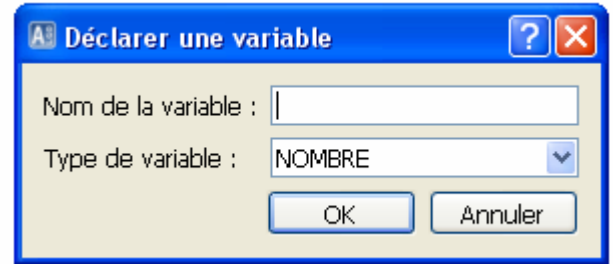 Déclarer une variable
Nom de la variable :
Type de variable : NOMBRE
OK Annuler